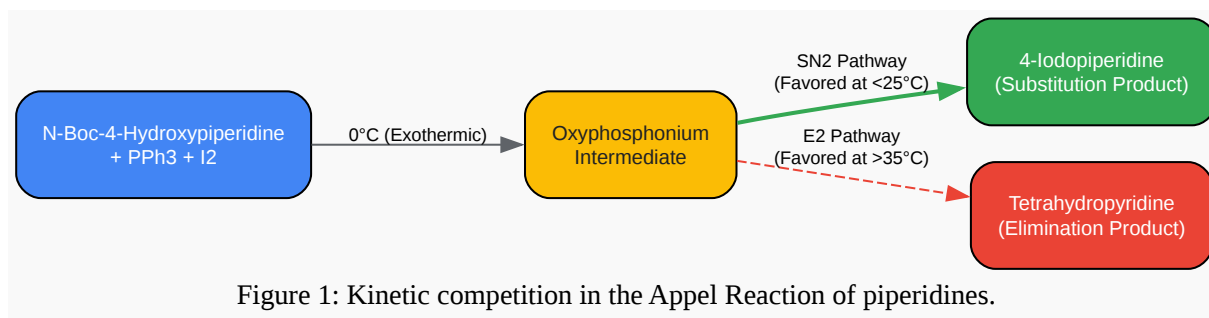 N-Boc-4-Hydroxypiperidine
+ PPh3 + I2
0°C (Exothermic)
Oxyphosphonium
Intermediate
SN2 Pathway
(Favored at <25°C)
4-Iodopiperidine
(Substitution Product)
E2 Pathway
(Favored at >35°C)
Tetrahydropyridine
(Elimination Product)
Figure 1: Kinetic competition in the Appel Reaction of piperidines.